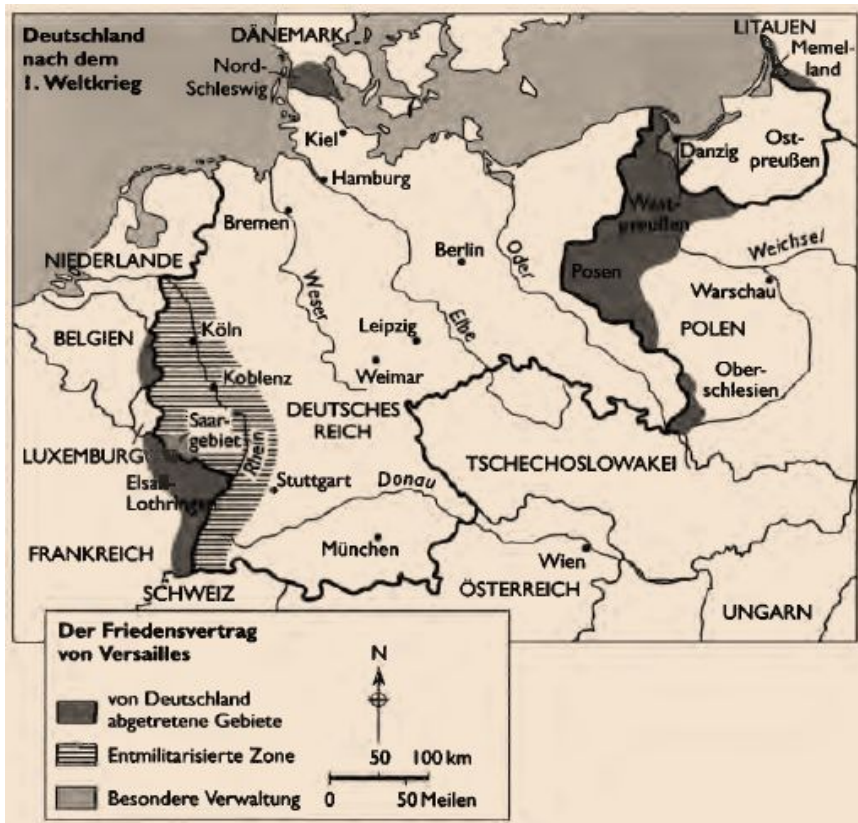 Deutschland
nach dem
1. Weltkrieg
DÄNEMARK
Nord-
Schleswig
Kiel
Hamburg
Bremen
LITAUEN
Memel-
land
Ost-
preußen
Danzig
West-
preußen
Posen
Weichsel
Warschau
POLEN
Ober-
schlesien
Berlin
Oder
Elbe
Weser
Leipzig
Weimar
NIEDERLANDE
BELGIEN
Köln
Koblenz
DEUTSCHES
REICH
Saar-
gebiet
LUXEMBURG
Rhein
Elsaß-
Lothringen
Stuttgart
Donau
TSCHECHOSLOWAKEI
FRANKREICH
München
Wien
SCHWEIZ
ÖSTERREICH
UNGARN
Der Friedensvertrag
von Versailles
von Deutschland
abgetretene Gebiete
Entmilitarisierte Zone
Besondere Verwaltung
N
50 100 km
0 50 Meilen